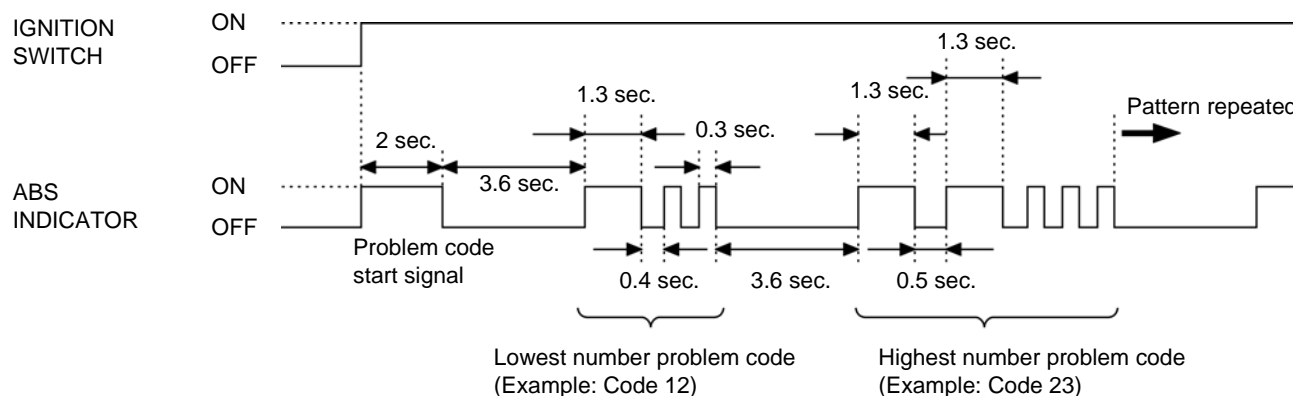 IGNITION
SWITCH
ON
OFF
1.3 sec.
1.3 sec.
1.3 sec.
0.3 sec.
Pattern repeated
2 sec.
3.6 sec.
ABS
INDICATOR
ON
OFF
Problem code
start signal
0.4 sec.
3.6 sec.
0.5 sec.
Lowest number problem code
(Example: Code 12)
Highest number problem code
(Example: Code 23)